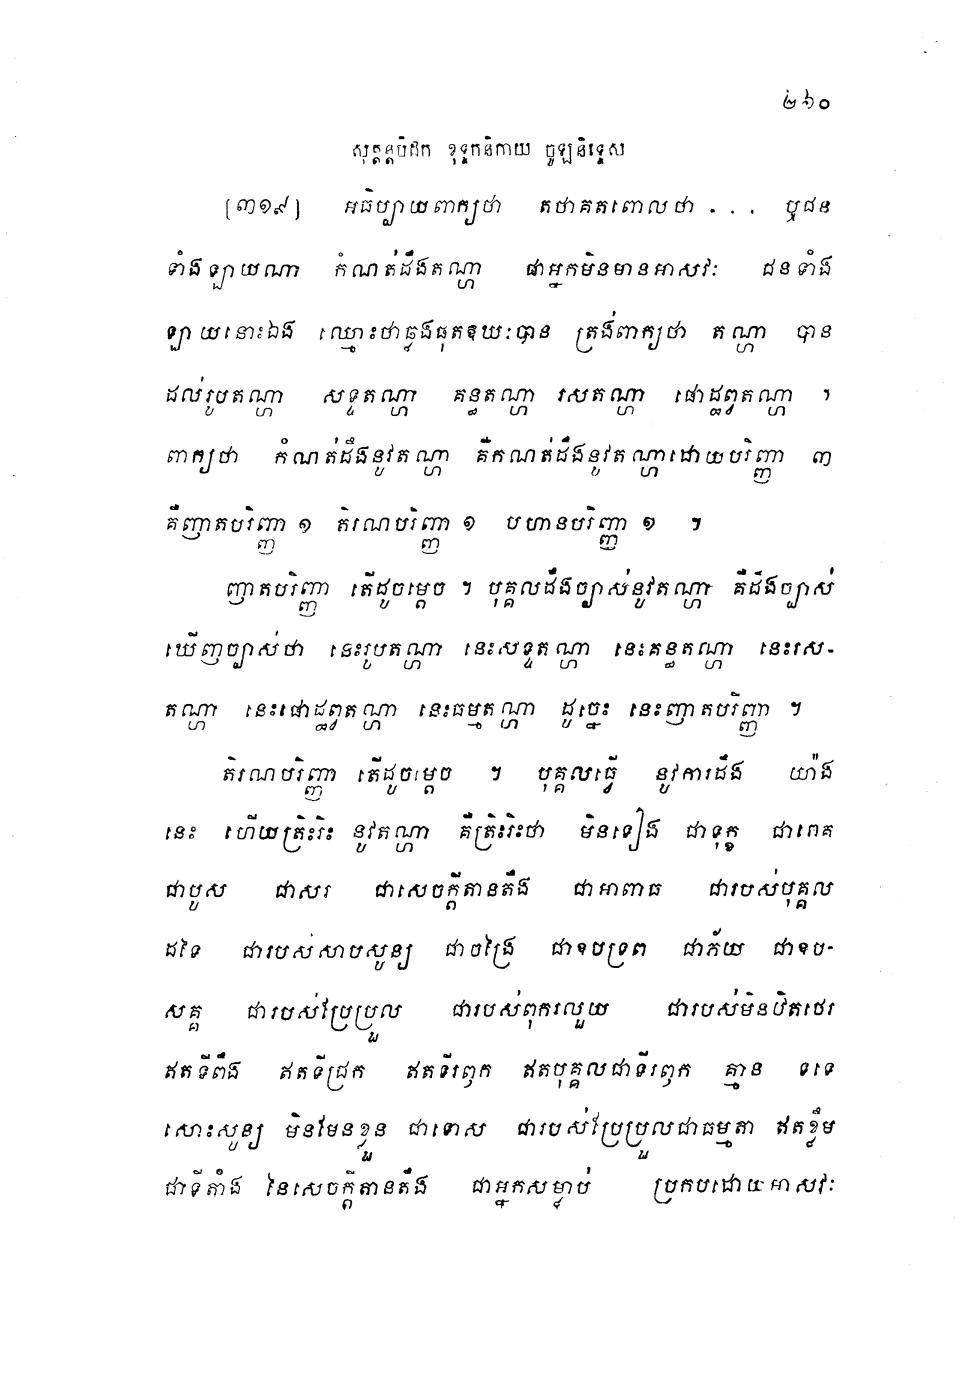 ២៦០
សុត្តន្តបិដក ខុទ្ទកនិកាយ ចូឡនិទ្ទេស
[៣១៩] អធិប្បាយពាក្យថា តថាគតពោលថា . . . ឬជន
ទាំងឡាយណា កំណត់ដឹងតណ្ហា ជាអ្នកមិនមានអាសវៈ ជនទាំង
ឡាយនោះឯង ឈ្មោះថាឆ្លងផុតឱឃៈបាន ត្រង់ពាក្យថា តណ្ហា បាន
ដល់រូបតណ្ហា សទ្ទតណ្ហា គន្ធតណ្ហា រសតណ្ហា ផោដ្ឋព្វតណ្ហា ។
ពាក្យថា កំណត់ដឹងនូវតណ្ហា គឺកណត់ដឹងនូវតណ្ហាដោយបរិញ្ញា ៣
គឺញាតបរិញ្ញា ១ តិរណបរិញ្ញា ១ បហានបរិញ្ញា ១ ។
ញាតបរិញ្ញា តើដូចម្តេច ។ បុគ្គលដឹងច្បាស់នូវតណ្ហា គឺដឹងច្បាស់
ឃើញច្បាស់ថា នេះរូបតណ្ហា នេះសទ្ទតណ្ហា នេះគន្ធតណ្ហា នេះរស-
តណ្ហា នេះផោដ្ឋព្វតណ្ហា នេះធម្មតណ្ហា ដូច្នេះ នេះញាតបរិញ្ញា ។
តិរណបរិញ្ញា តើដូចម្តេច ។ បុគ្គលធ្វើ នូវការដឹង យ៉ាង
នេះ ហើយត្រិះរិះ នូវតណ្ហា គឺត្រិះរិះថា មិនទៀង ជាទុក្ខ ជារោគ
ជាបូស ជាសរ ជាសេចក្តីតានតឹង ជាអាពាធ ជារបស់បុគ្គល
ដទៃ ជារបស់សាបសូន្យ ជាចង្រៃ ជាឧបទ្រព ជាភ័យ ជាឧប-
សគ្គ ជារបស់ប្រែប្រួល ជារបស់ពុករលួយ ជារបស់មិនឋិតថេរ
ឥតទីពឹង ឥតទីជ្រក ឥតទីរឭក ឥតបុគ្គលជាទីរឭក គ្មាន ទទេ
សោះសូន្យ មិនមែនខ្លួន ជាទោស ជារបស់ប្រែប្រួលជាធម្មតា ឥតខ្លឹម
ជាទីតាំង នៃសេចក្តីតានតឹង ជាអ្នកសម្លាប់ ប្រកបដោយអាសវៈ